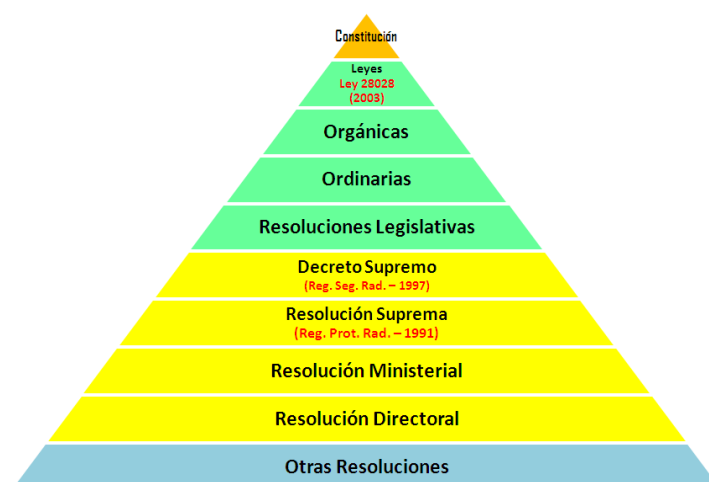 Constitución
Leyes
Ley 28028
(2003)
Orgánicas
Ordinarias
Resoluciones Legislativas
Decreto Supremo
(Reg. Seg. Rad. – 1997)
Resolución Suprema
(Reg. Prot. Rad. – 1991)
Resolución Ministerial
Resolución Directoral
Otras Resoluciones